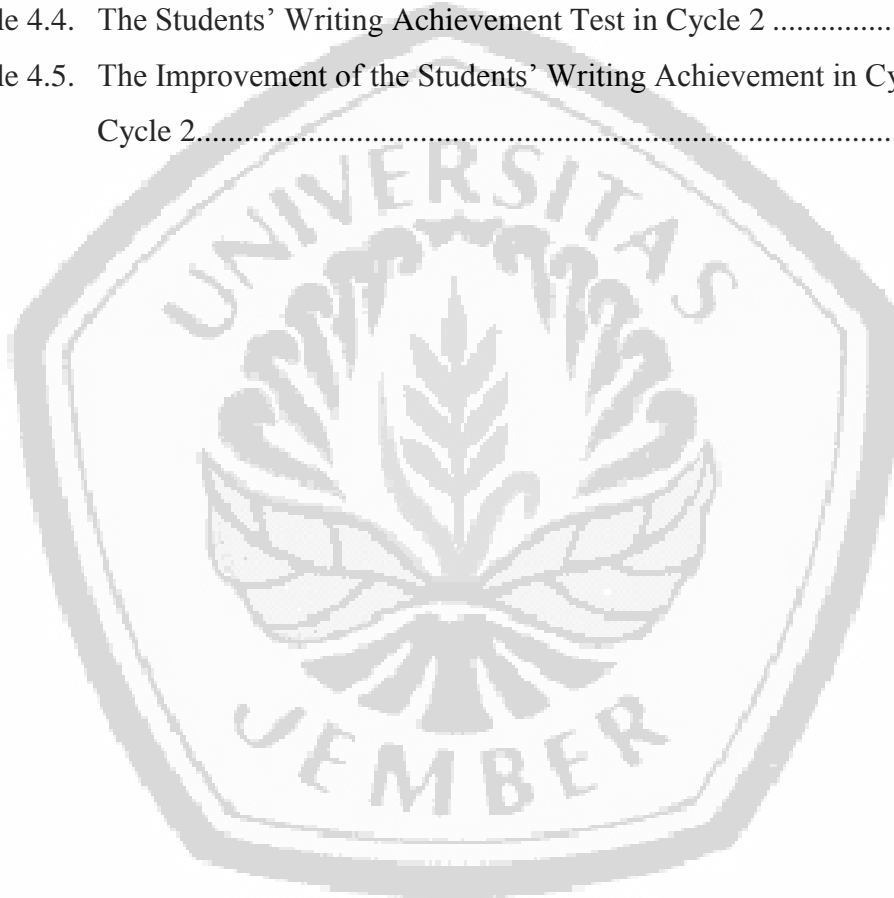 le 4.4. The Students’ Writing Achievement Test in Cycle 2 ................
le 4.5. The Improvement of the Students’ Writing Achievement in Cy
Cycle 2...........................................................................................
UNIVERSITAS
JEMBER